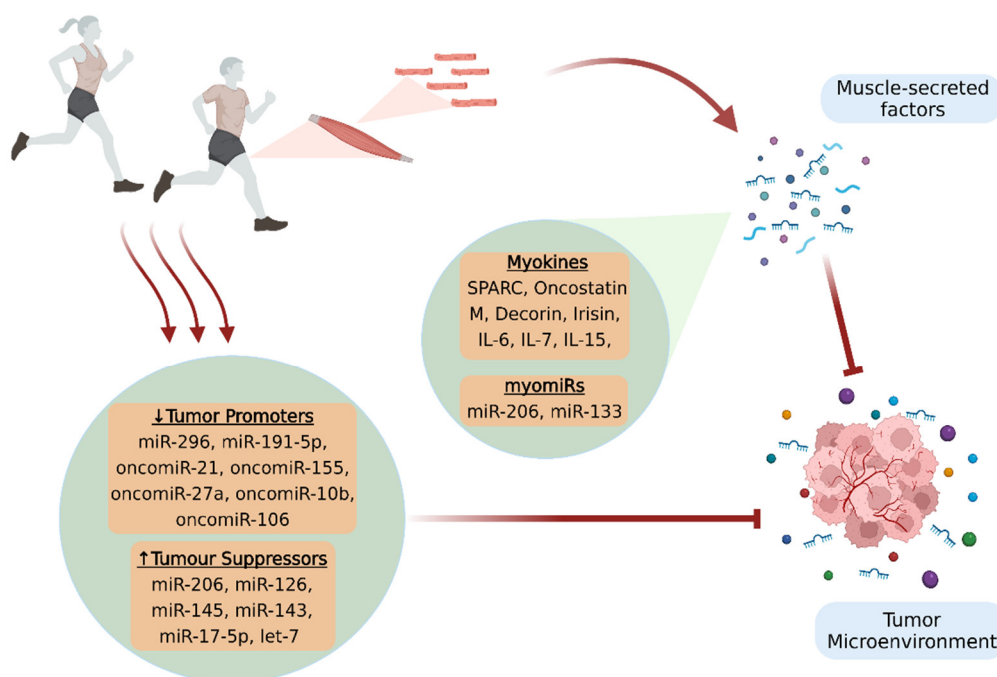 Muscle-secreted
factors
Myokines
SPARC, Oncostatin
M, Decorin, Irisin,
IL-6, IL-7, IL-15,
myomiRs
miR-206, miR-133
↓Tumor Promoters
miR-296, miR-191-5p,
oncomiR-21, oncomiR-155,
oncomiR-27a, oncomiR-10b,
oncomiR-106
↑Tumour Suppressors
miR-206, miR-126,
miR-145, miR-143,
miR-17-5p, let-7
Tumor
Microenvironment